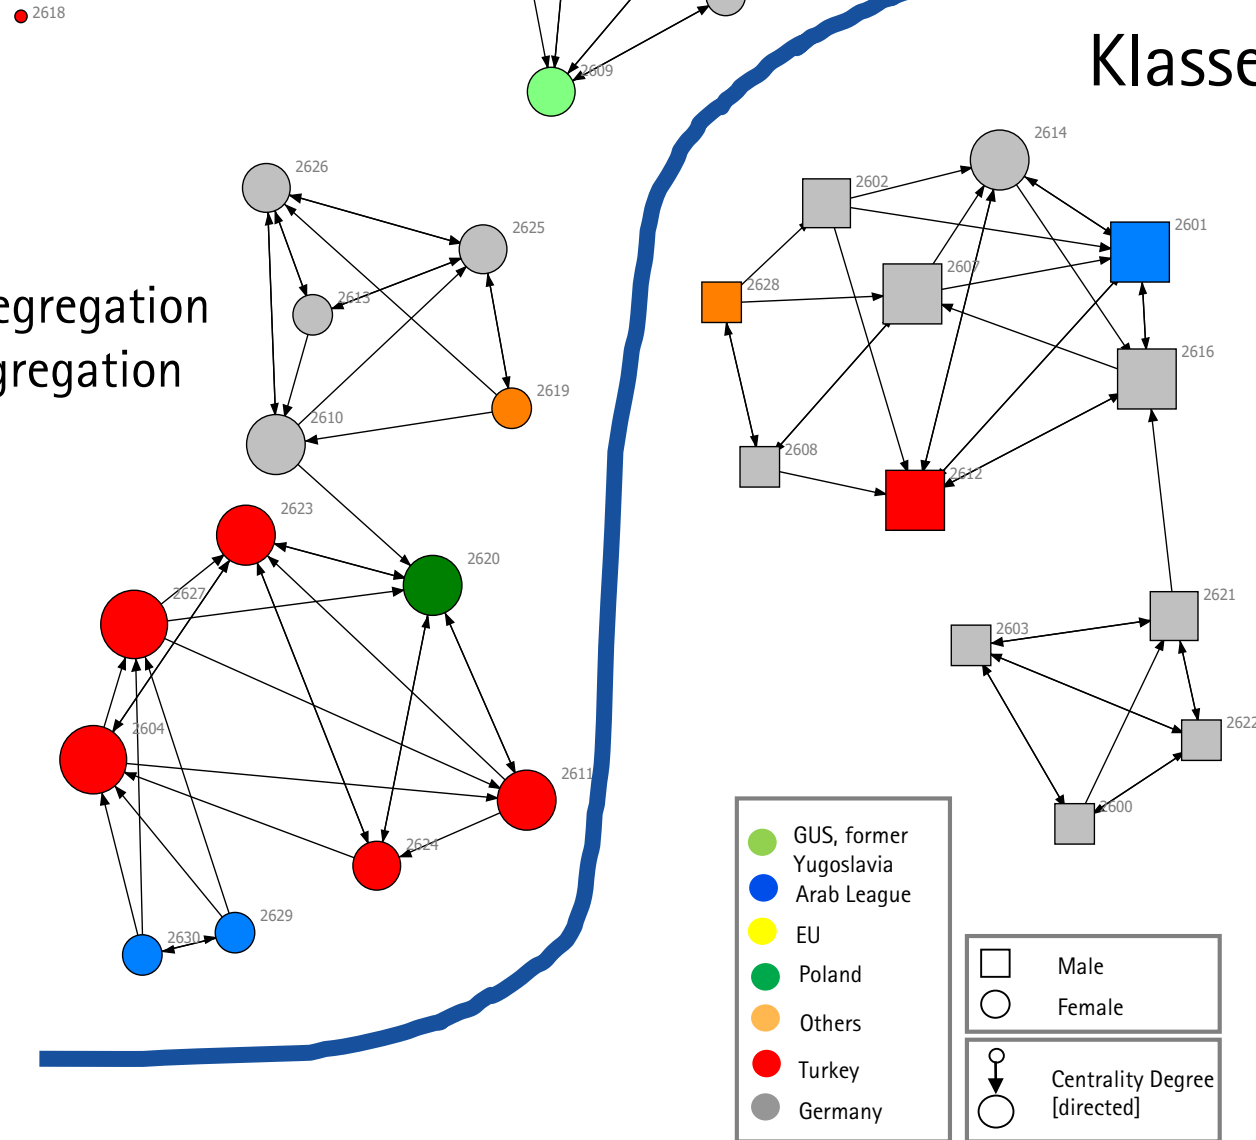 2618
2609
Klasse
2614
2626
2602
2625
2601
2607
2628
2613
egregation
2616
gregation
2619
2610
2608
2612
2623
2620
2627
2621
2603
2604
2622
2611
2600
2624
GUS, former
Yugoslavia
Arab League
2629
2630
EU
Male
Poland
Female
Others
Turkey
Centrality Degree
[directed]
Germany